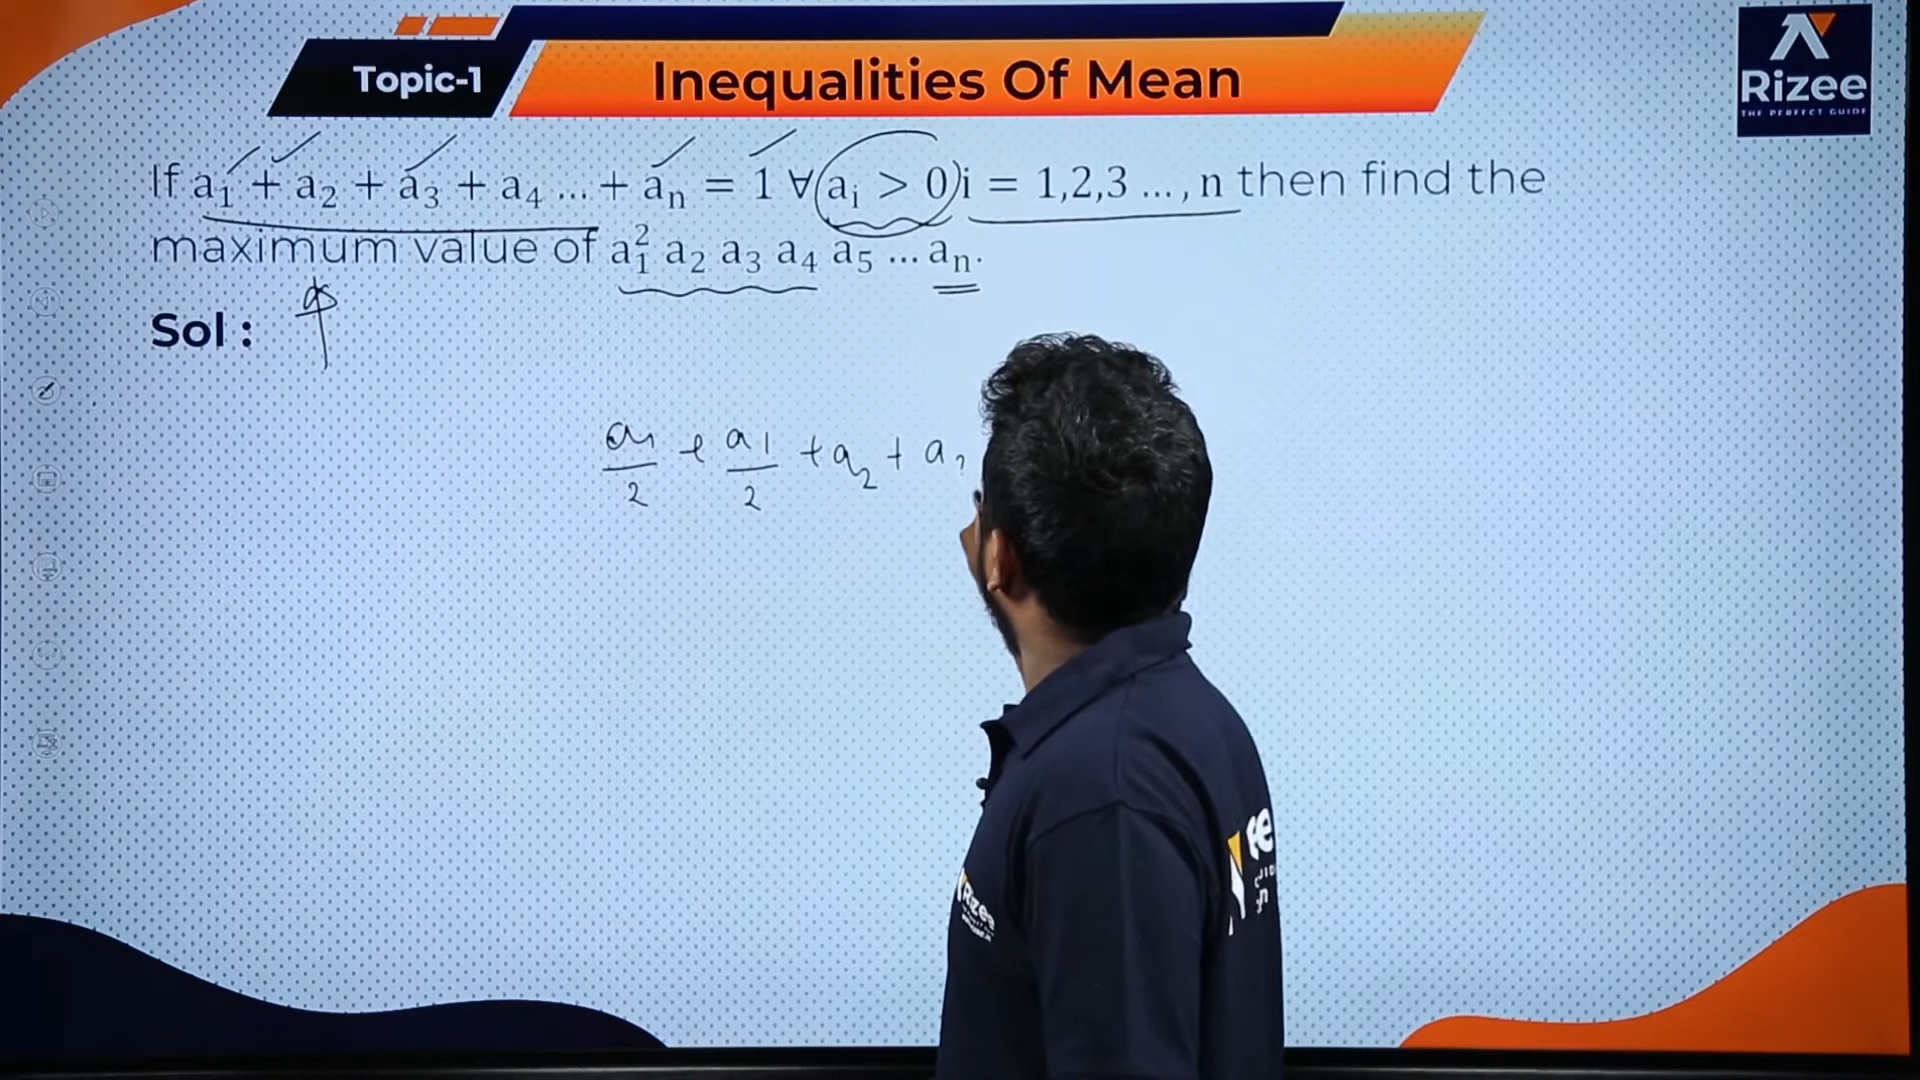 Topic-1
Inequalities Of Mean
Rizee
THE PERFECT GUIDE
If a₁ + a₂ + a₃ + a₄ ... + aₙ = 1 ∀ aᵢ > 0 i = 1,2,3 ..., n then find the
maximum value of a₁² a₂ a₃ a₄ a₅ ... aₙ.
Sol :
a₁/2 + a₁/2 + a₂ + a
Rizee